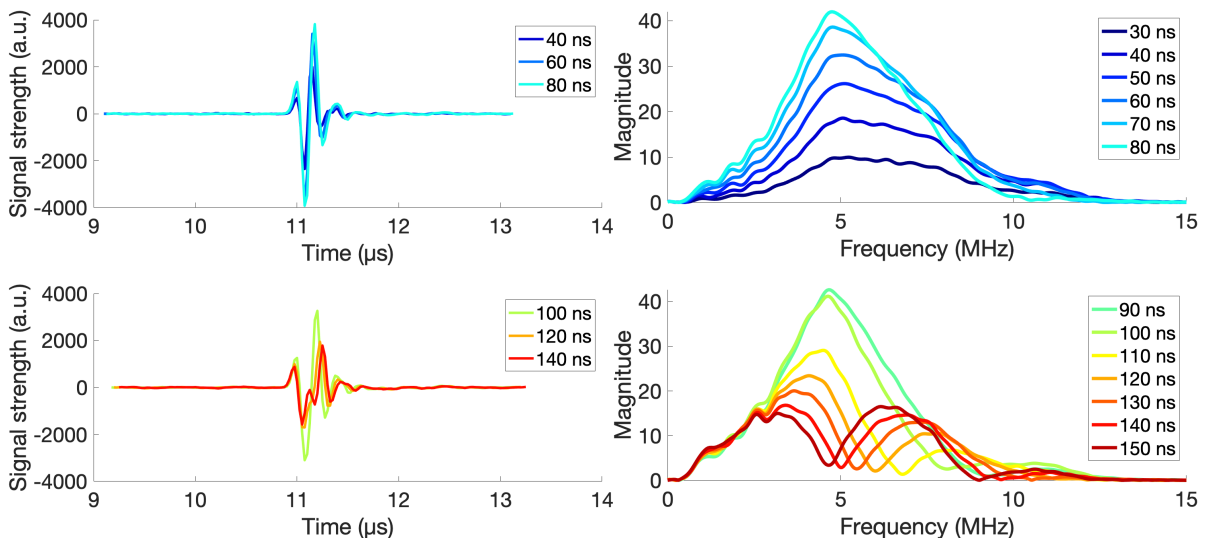 Signal strength (a.u.)
4000
2000
0
-2000
-4000
9
10
11
12
13
14
Time (µs)
40 ns
60 ns
80 ns
Magnitude
40
30
20
10
0
0
5
10
15
Frequency (MHz)
30 ns
40 ns
50 ns
60 ns
70 ns
80 ns
Signal strength (a.u.)
4000
2000
0
-2000
-4000
9
10
11
12
13
14
Time (µs)
100 ns
120 ns
140 ns
Magnitude
40
30
20
10
0
0
5
10
15
Frequency (MHz)
90 ns
100 ns
110 ns
120 ns
130 ns
140 ns
150 ns